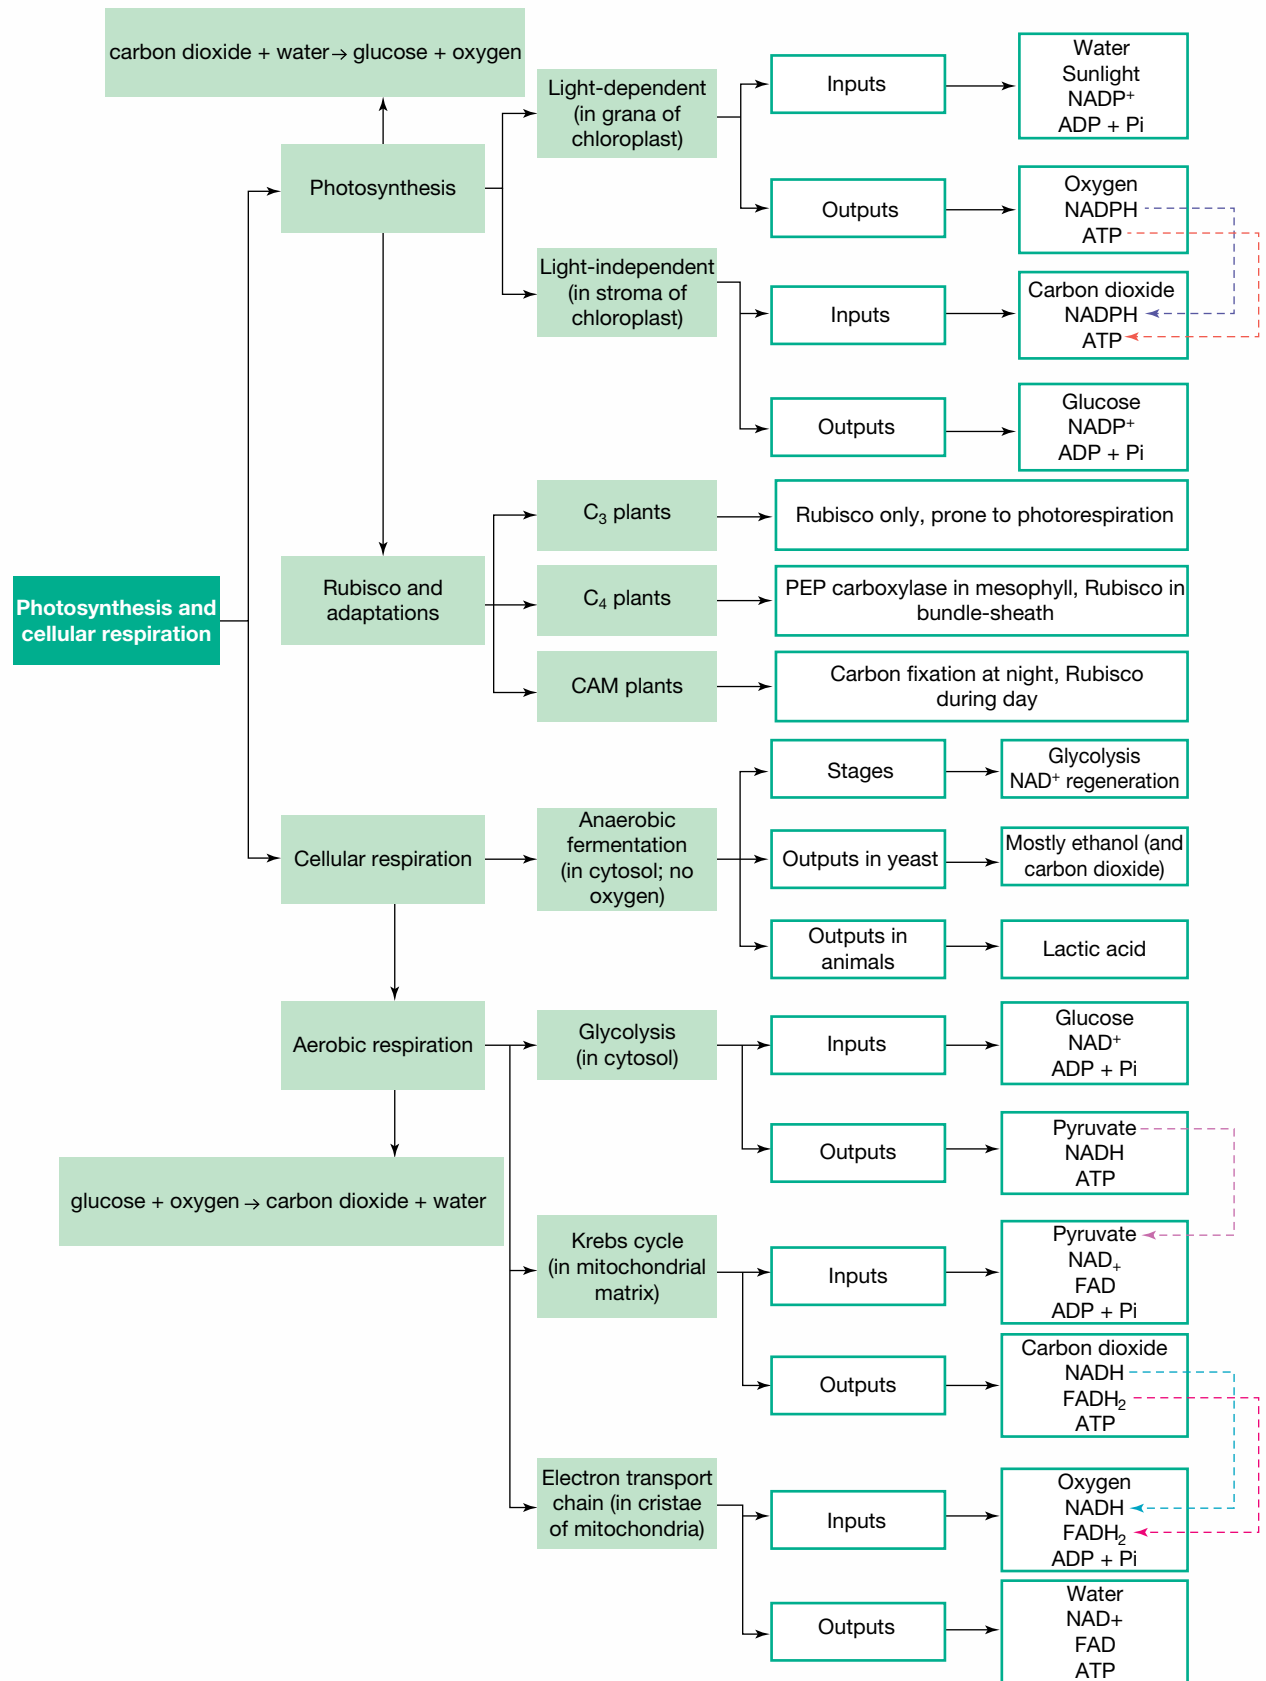 carbon dioxide + water → glucose + oxygen
Photosynthesis
Light-dependent
(in grana of
chloroplast)
Inputs
Water
Sunlight
NADP⁺
ADP + Pi
Outputs
Oxygen
NADPH
ATP
Light-independent
(in stroma of
chloroplast)
Inputs
Carbon dioxide
NADPH
ATP
Outputs
Glucose
NADP⁺
ADP + Pi
Photosynthesis and
cellular respiration
Rubisco and
adaptations
C₃ plants
Rubisco only, prone to photorespiration
C₄ plants
PEP carboxylase in mesophyll, Rubisco in
bundle-sheath
CAM plants
Carbon fixation at night, Rubisco
during day
Cellular respiration
Anaerobic
fermentation
(in cytosol; no
oxygen)
Stages
Glycolysis
NAD⁺ regeneration
Outputs in yeast
Mostly ethanol (and
carbon dioxide)
Outputs in
animals
Lactic acid
Aerobic respiration
glucose + oxygen → carbon dioxide + water
Glycolysis
(in cytosol)
Inputs
Glucose
NAD⁺
ADP + Pi
Outputs
Pyruvate
NADH
ATP
Krebs cycle
(in mitochondrial
matrix)
Inputs
Pyruvate
NAD₊
FAD
ADP + Pi
Outputs
Carbon dioxide
NADH
FADH₂
ATP
Electron transport
chain (in cristae
of mitochondria)
Inputs
Oxygen
NADH
FADH₂
ADP + Pi
Outputs
Water
NAD+
FAD
ATP